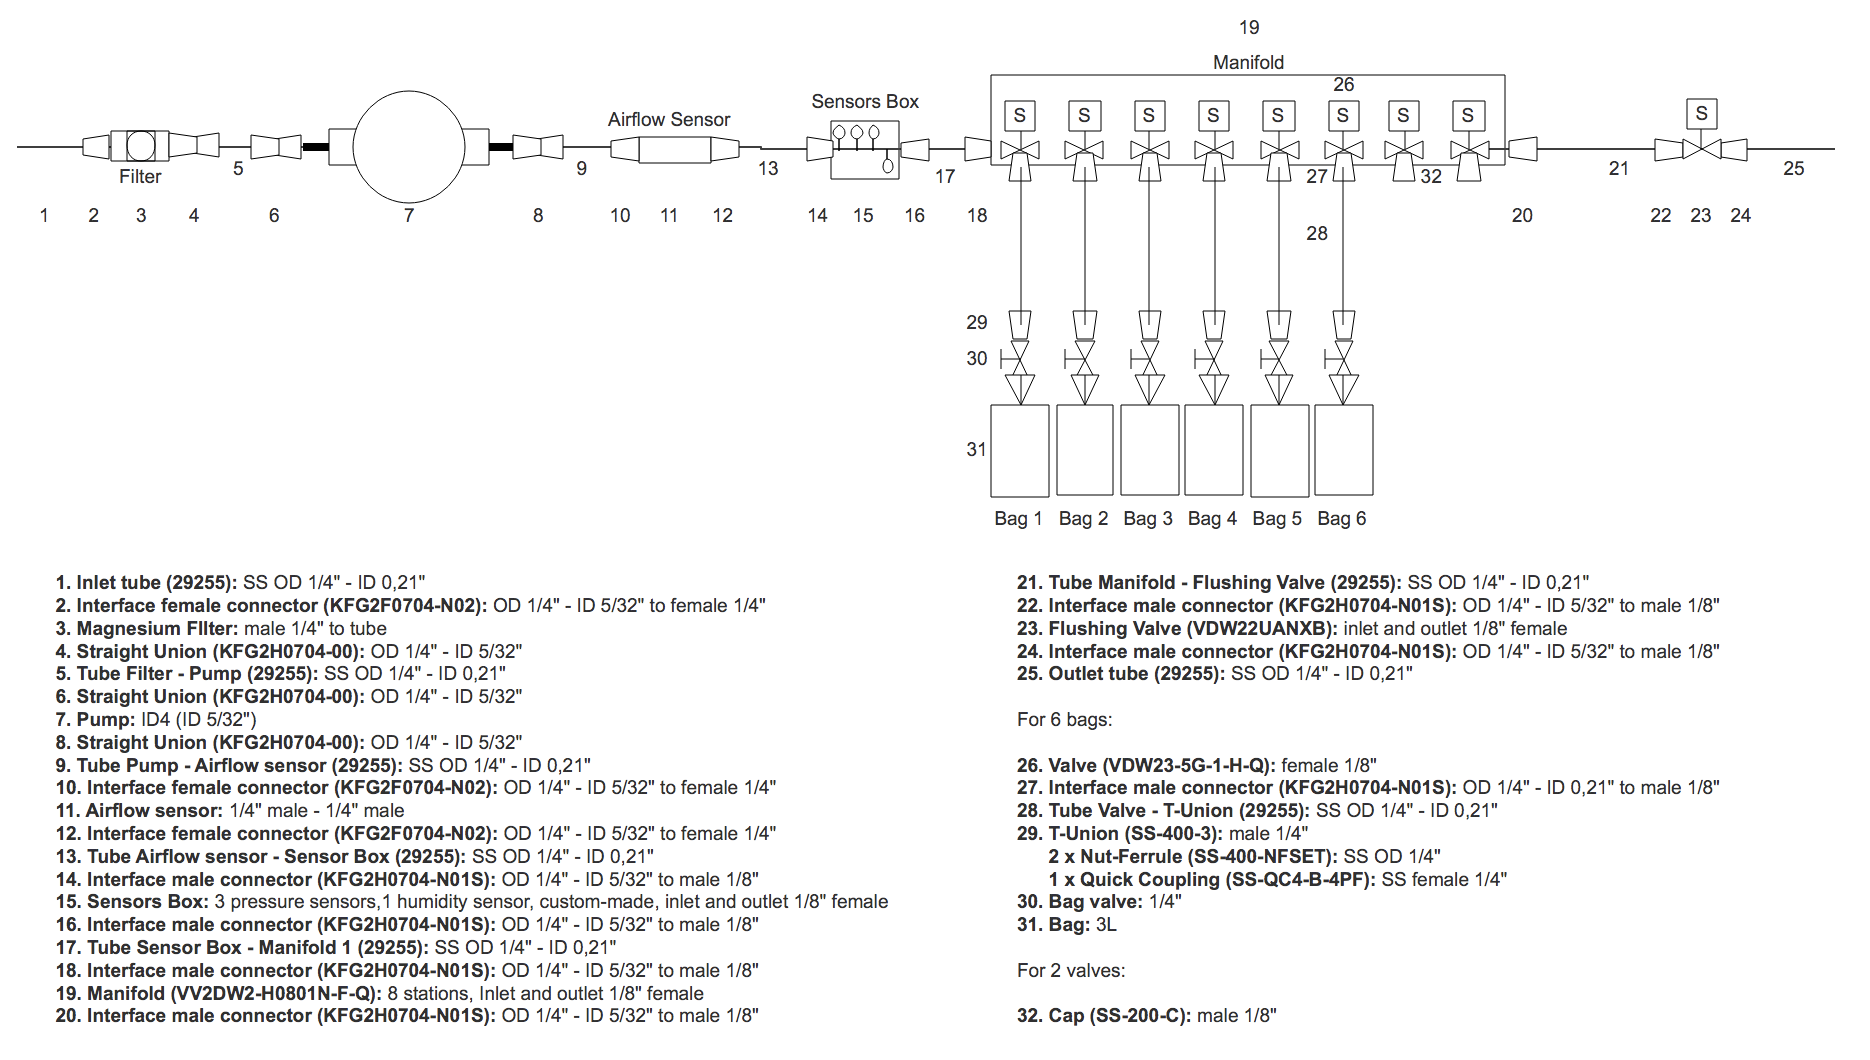 19
Manifold
26
Sensors Box
Airflow Sensor
S S S S S S S S
S
Filter
5
9
13
17
27
32
21
25
1 2 3 4 6 7 8 10 11 12 14 15 16 18 20 22 23 24
28
29
30
31
Bag 1 Bag 2 Bag 3 Bag 4 Bag 5 Bag 6
1. Inlet tube (29255): SS OD 1/4" - ID 0,21"
2. Interface female connector (KFG2F0704-N02): OD 1/4" - ID 5/32" to female 1/4"
3. Magnesium FIlter: male 1/4" to tube
4. Straight Union (KFG2H0704-00): OD 1/4" - ID 5/32"
5. Tube Filter - Pump (29255): SS OD 1/4" - ID 0,21"
6. Straight Union (KFG2H0704-00): OD 1/4" - ID 5/32"
7. Pump: ID4 (ID 5/32")
8. Straight Union (KFG2H0704-00): OD 1/4" - ID 5/32"
9. Tube Pump - Airflow sensor (29255): SS OD 1/4" - ID 0,21"
10. Interface female connector (KFG2F0704-N02): OD 1/4" - ID 5/32" to female 1/4"
11. Airflow sensor: 1/4" male - 1/4" male
12. Interface female connector (KFG2F0704-N02): OD 1/4" - ID 5/32" to female 1/4"
13. Tube Airflow sensor - Sensor Box (29255): SS OD 1/4" - ID 0,21"
14. Interface male connector (KFG2H0704-N01S): OD 1/4" - ID 5/32" to male 1/8"
15. Sensors Box: 3 pressure sensors,1 humidity sensor, custom-made, inlet and outlet 1/8" female
16. Interface male connector (KFG2H0704-N01S): OD 1/4" - ID 5/32" to male 1/8"
17. Tube Sensor Box - Manifold 1 (29255): SS OD 1/4" - ID 0,21"
18. Interface male connector (KFG2H0704-N01S): OD 1/4" - ID 5/32" to male 1/8"
19. Manifold (VV2DW2-H0801N-F-Q): 8 stations, Inlet and outlet 1/8" female
20. Interface male connector (KFG2H0704-N01S): OD 1/4" - ID 5/32" to male 1/8"
21. Tube Manifold - Flushing Valve (29255): SS OD 1/4" - ID 0,21"
22. Interface male connector (KFG2H0704-N01S): OD 1/4" - ID 5/32" to male 1/8"
23. Flushing Valve (VDW22UANXB): inlet and outlet 1/8" female
24. Interface male connector (KFG2H0704-N01S): OD 1/4" - ID 5/32" to male 1/8"
25. Outlet tube (29255): SS OD 1/4" - ID 0,21"
For 6 bags:
26. Valve (VDW23-5G-1-H-Q): female 1/8"
27. Interface male connector (KFG2H0704-N01S): OD 1/4" - ID 0,21" to male 1/8"
28. Tube Valve - T-Union (29255): SS OD 1/4" - ID 0,21"
29. T-Union (SS-400-3): male 1/4"
2 x Nut-Ferrule (SS-400-NFSET): SS OD 1/4"
1 x Quick Coupling (SS-QC4-B-4PF): SS female 1/4"
30. Bag valve: 1/4"
31. Bag: 3L
For 2 valves:
32. Cap (SS-200-C): male 1/8"